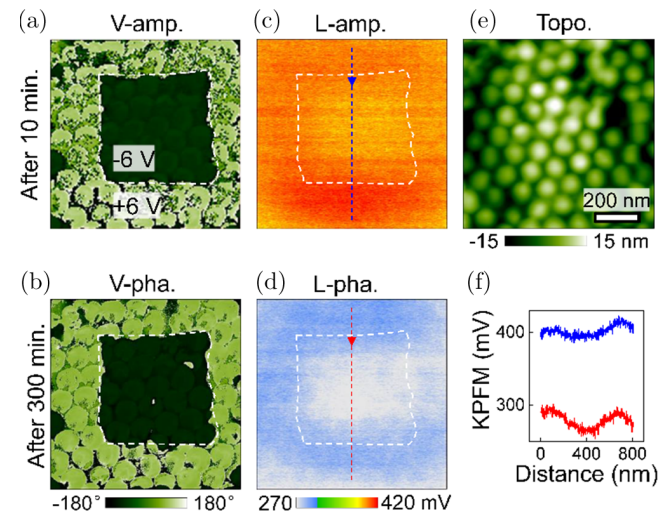 (a) V-amp.
(c) L-amp.
(e) Topo.
After 10 min.
-6 V
+6 V
200 nm
-15 15 nm
(b) V-pha.
(d) L-pha.
(f)
After 300 min.
KPFM (mV)
400
300
0 400 800
Distance (nm)
-180° 180°
270 420 mV